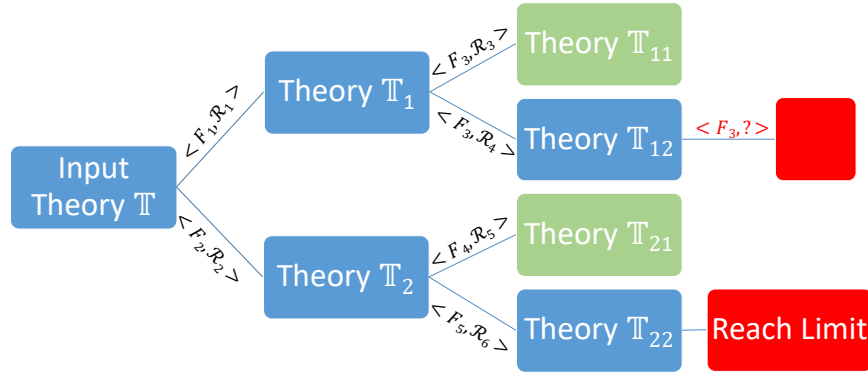 Input
Theory 𝕋
< F₁, ℛ₁ >
< F₂, ℛ₂ >
Theory 𝕋₁
Theory 𝕋₂
< F₃, ℛ₃ >
< F₃, ℛ₄ >
< F₄, ℛ₅ >
< F₅, ℛ₆ >
Theory 𝕋₁₁
Theory 𝕋₁₂
Theory 𝕋₂₁
Theory 𝕋₂₂
< F₃, ? >
Reach Limit